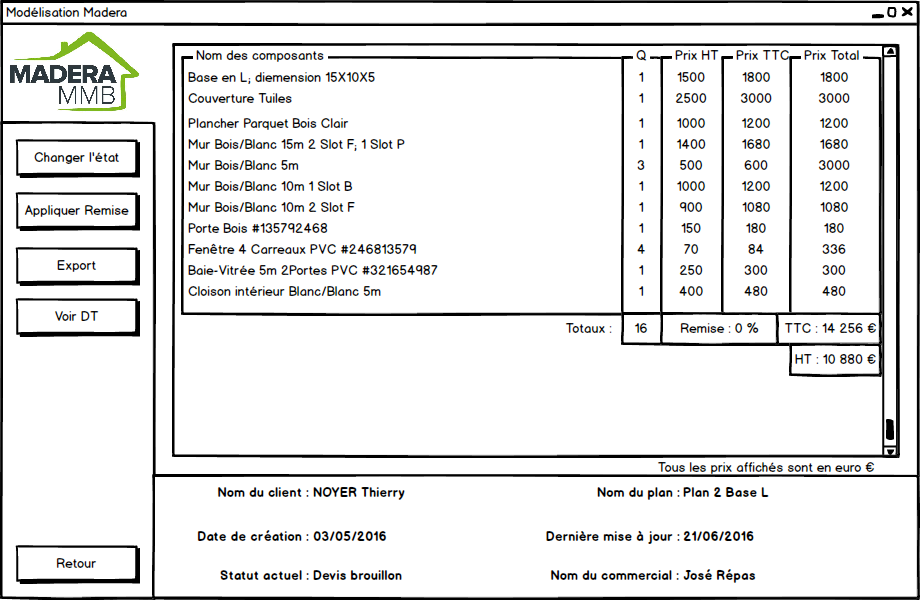 Modélisation Madera
MADERA
MMB
Changer l'état
Appliquer Remise
Export
Voir DT
Retour
Nom des composants Q Prix HT Prix TTC Prix Total
Base en L; diemension 15X10X5 1 1500 1800 1800
Couverture Tuiles 1 2500 3000 3000
Plancher Parquet Bois Clair 1 1000 1200 1200
Mur Bois/Blanc 15m 2 Slot F; 1 Slot P 1 1400 1680 1680
Mur Bois/Blanc 5m 3 500 600 3000
Mur Bois/Blanc 10m 1 Slot B 1 1000 1200 1200
Mur Bois/Blanc 10m 2 Slot F 1 900 1080 1080
Porte Bois #135792468 1 150 180 180
Fenêtre 4 Carreaux PVC #246813579 4 70 84 336
Baie-Vitrée 5m 2Portes PVC #321654987 1 250 300 300
Cloison intérieur Blanc/Blanc 5m 1 400 480 480
Totaux : 16 Remise : 0 % TTC : 14 256 €
HT : 10 880 €
Tous les prix affichés sont en euro €
Nom du client : NOYER Thierry Nom du plan : Plan 2 Base L
Date de création : 03/05/2016 Dernière mise à jour : 21/06/2016
Statut actuel : Devis brouillon Nom du commercial : José Répas